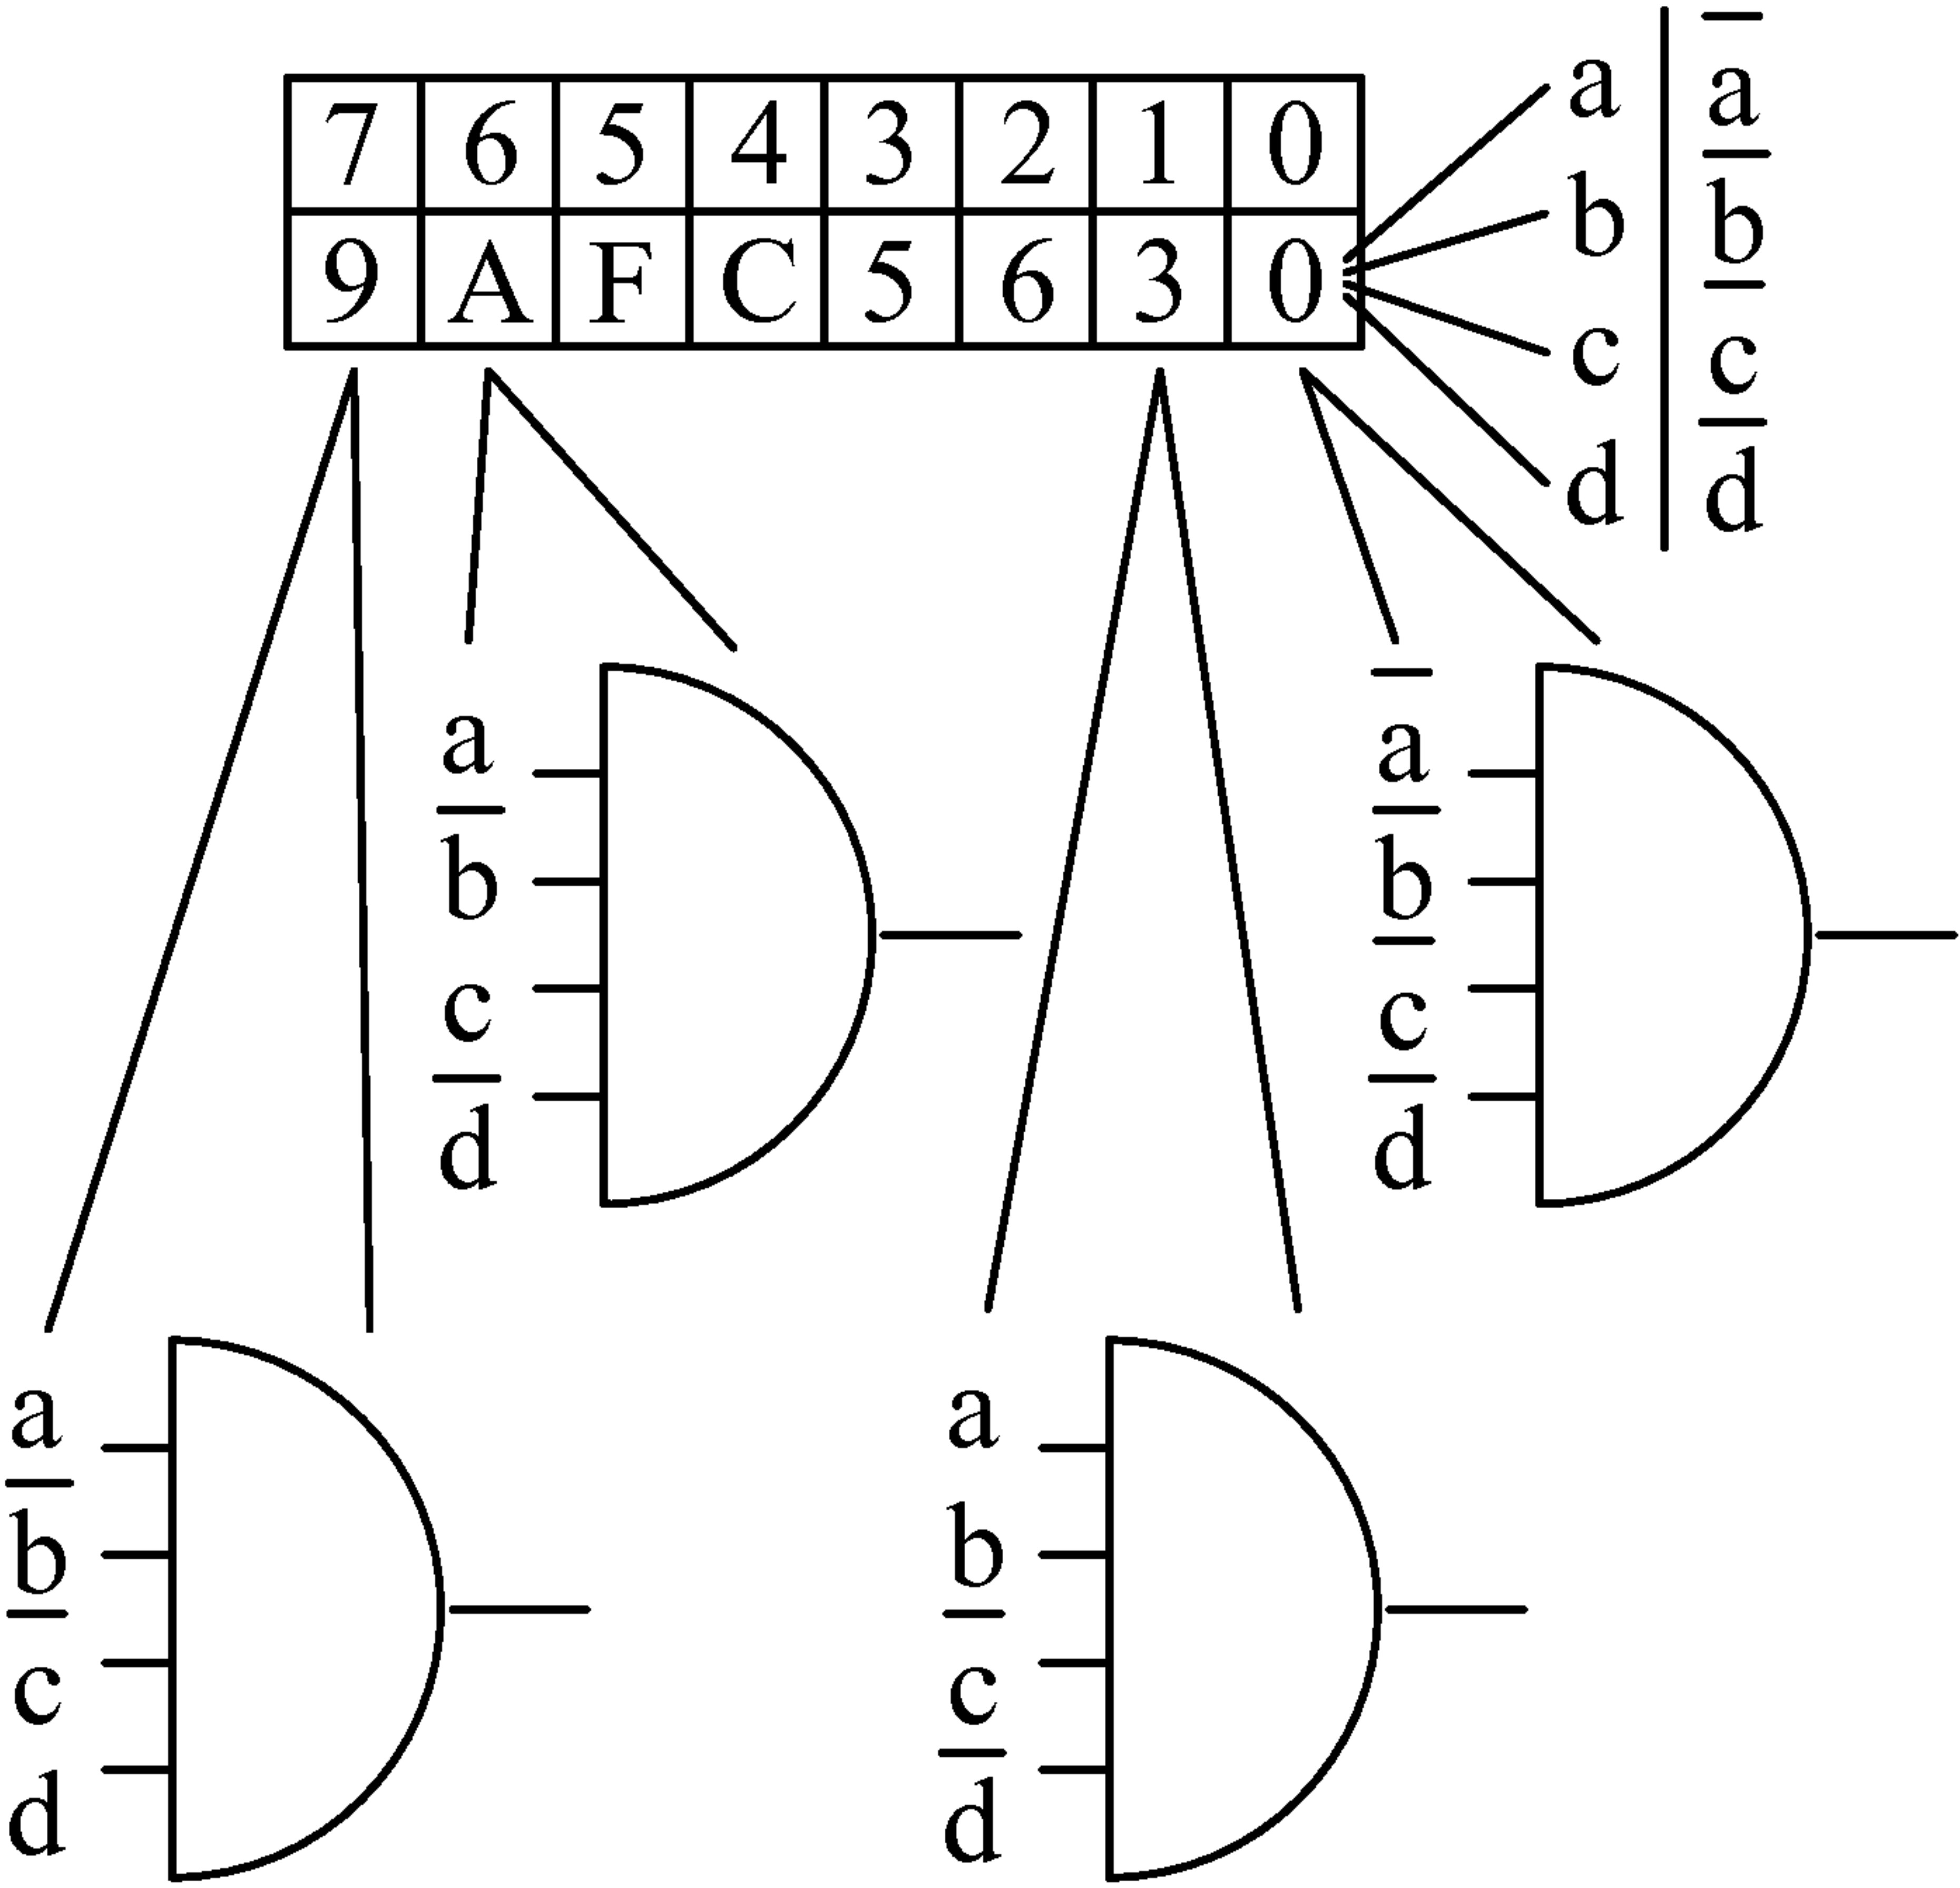 7 6 5 4 3 2 1 0
9 A F C 5 6 3 0
a a̅
b b̅
c c̅
d d̅
a
b̅
c
d̅
a̅
b̅
c̅
d̅
a
b̅
c̅
d
a
b
c̅
d̅